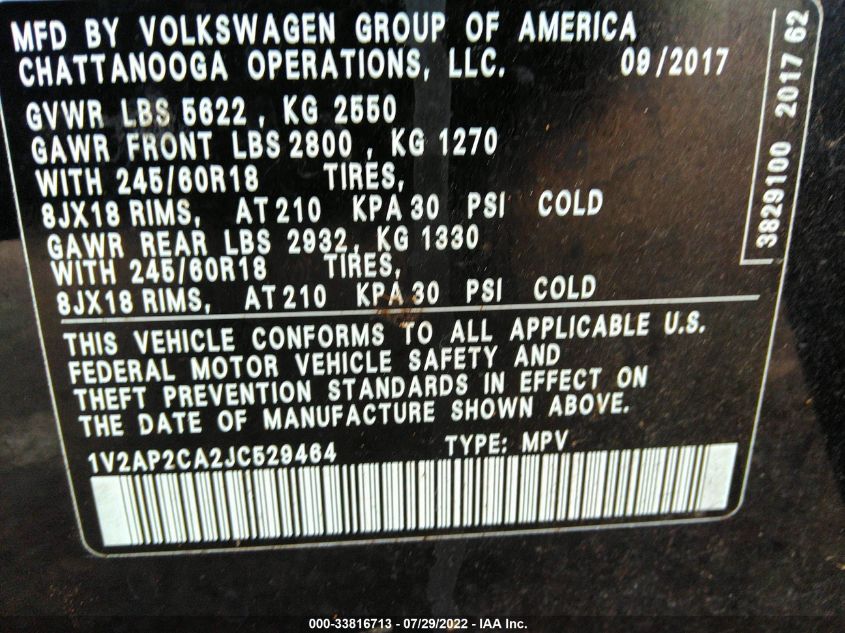 MFD BY VOLKSWAGEN GROUP OF AMERICA
CHATTANOOGA OPERATIONS, LLC. 09/2017
GVWR LBS 5622, KG 2550
GAWR FRONT LBS 2800, KG 1270
WITH 245/60R18 TIRES,
8JX18 RIMS, AT 210 KPA 30 PSI COLD
GAWR REAR LBS 2932, KG 1330
WITH 245/60R18 TIRES,
8JX18 RIMS, AT 210 KPA 30 PSI COLD
THIS VEHICLE CONFORMS TO ALL APPLICABLE U.S.
FEDERAL MOTOR VEHICLE SAFETY AND
THEFT PREVENTION STANDARDS IN EFFECT ON
THE DATE OF MANUFACTURE SHOWN ABOVE.
1V2AP2CA2JC529464 TYPE: MPV
3829100 2017 62
000-33816713 - 07/29/2022 - IAA Inc.